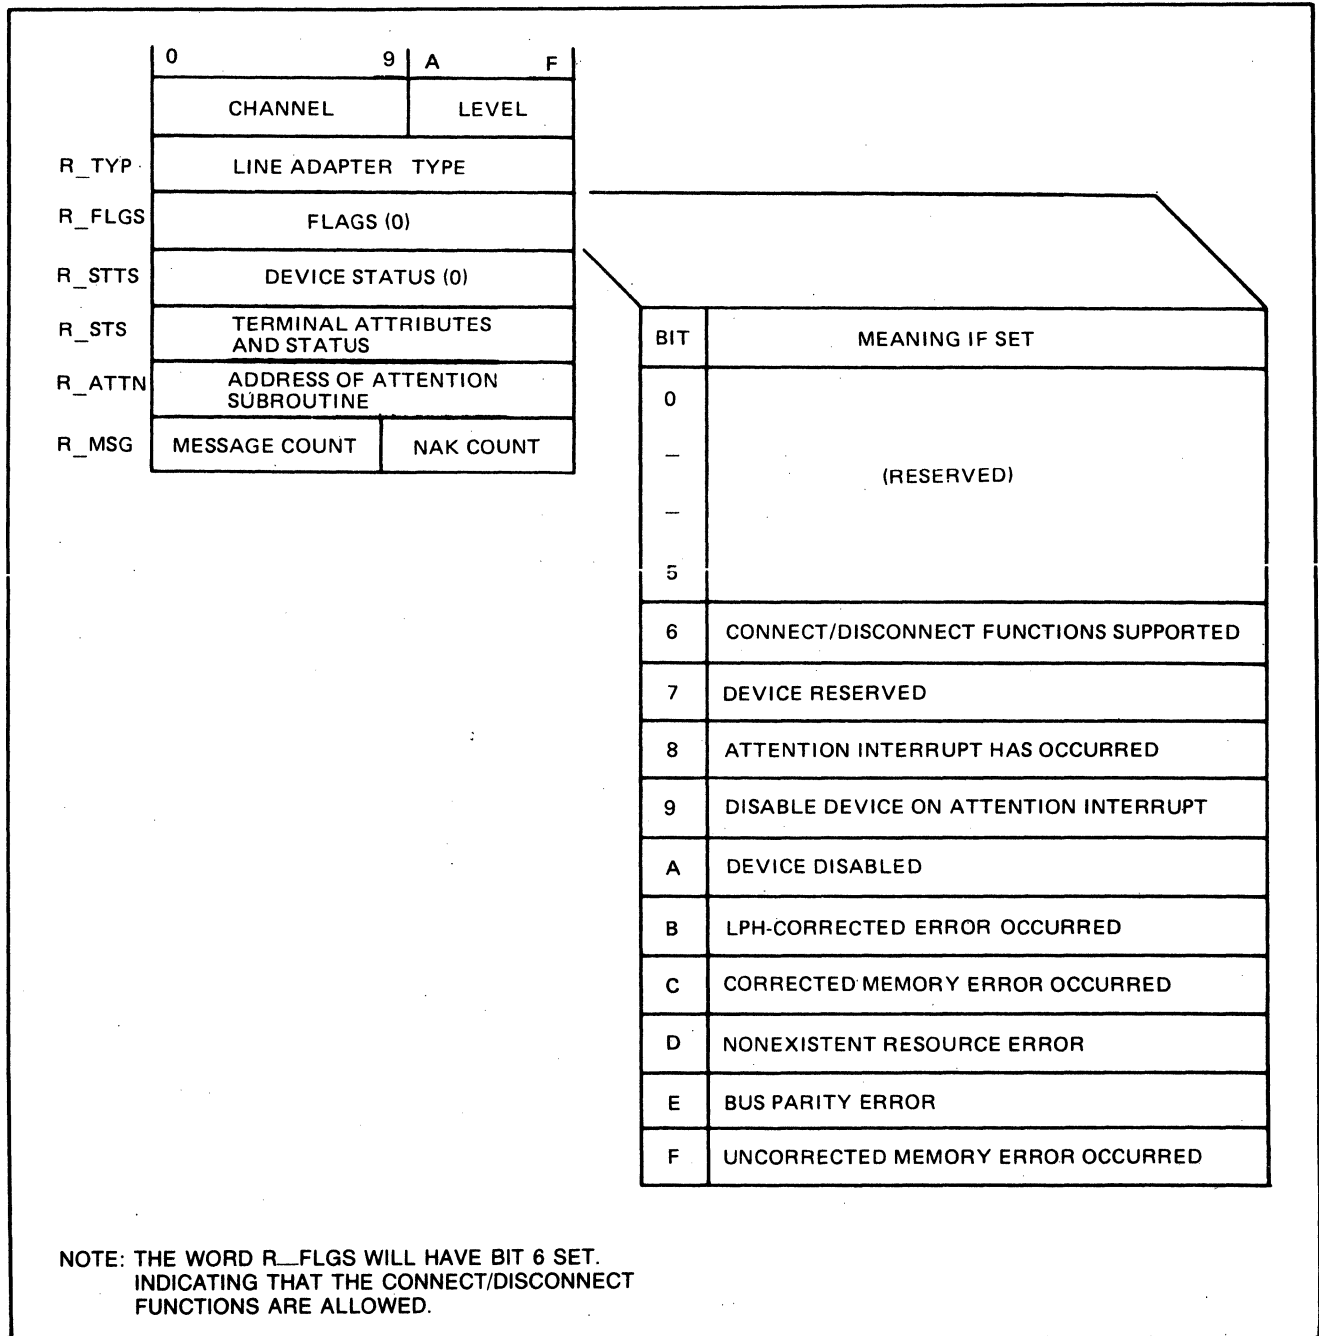 0 9 A F
CHANNEL LEVEL
R_TYP LINE ADAPTER TYPE
R_FLGS FLAGS (0)
R_STTS DEVICE STATUS (0)
R_STS TERMINAL ATTRIBUTES
AND STATUS
R_ATTN ADDRESS OF ATTENTION
SUBROUTINE
R_MSG MESSAGE COUNT NAK COUNT
BIT MEANING IF SET
0
–
(RESERVED)
–
5
6 CONNECT/DISCONNECT FUNCTIONS SUPPORTED
7 DEVICE RESERVED
8 ATTENTION INTERRUPT HAS OCCURRED
9 DISABLE DEVICE ON ATTENTION INTERRUPT
A DEVICE DISABLED
B LPH-CORRECTED ERROR OCCURRED
C CORRECTED MEMORY ERROR OCCURRED
D NONEXISTENT RESOURCE ERROR
E BUS PARITY ERROR
F UNCORRECTED MEMORY ERROR OCCURRED
NOTE: THE WORD R_FLGS WILL HAVE BIT 6 SET.
INDICATING THAT THE CONNECT/DISCONNECT
FUNCTIONS ARE ALLOWED.